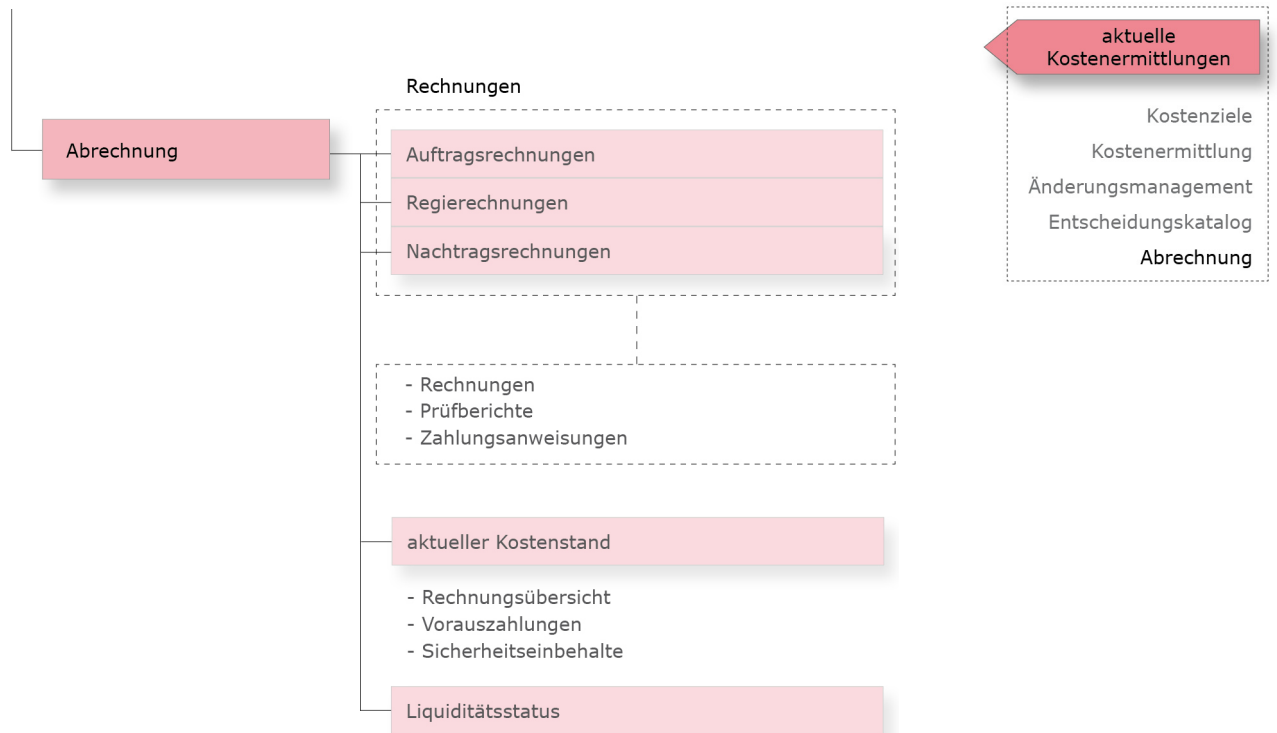 aktuelle
Kostenermittlungen
Kostenziele
Kostenermittlung
Änderungsmanagement
Entscheidungskatalog
Abrechnung
Rechnungen
Abrechnung
Auftragsrechnungen
Regierechnungen
Nachtragsrechnungen
- Rechnungen
- Prüfberichte
- Zahlungsanweisungen
aktueller Kostenstand
- Rechnungsübersicht
- Vorauszahlungen
- Sicherheitseinbehalte
Liquiditätsstatus